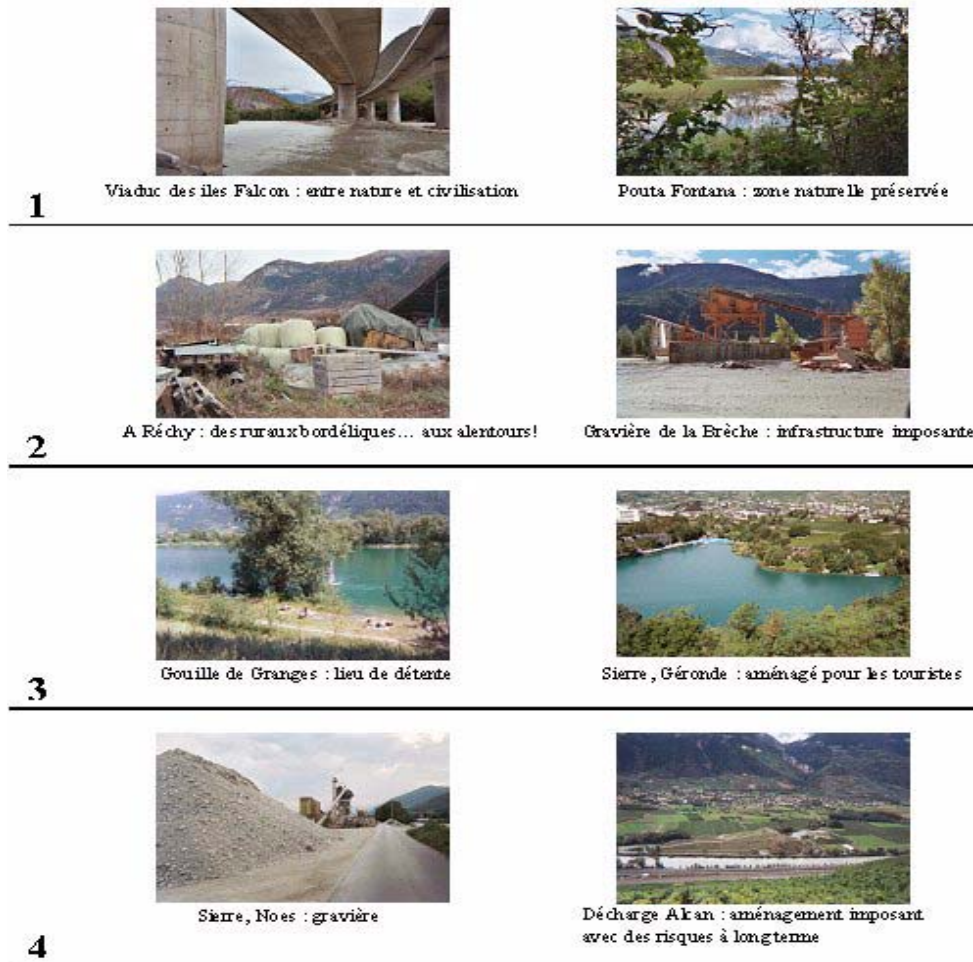 Viaduc des iles Falcon : entre nature et civilisation
Pouta Fontana : zone naturelle préservée
1
A Réchy : des ruraux bordéliques... aux alentours!
Gravière de la Brèche : infrastructure imposante
2
Gouille de Granges : lieu de détente
Sierre, Géronde : aménagé pour les touristes
3
Sierre, Noes : gravière
Décharge Alcan : aménagement imposant
avec des risques à long terme
4